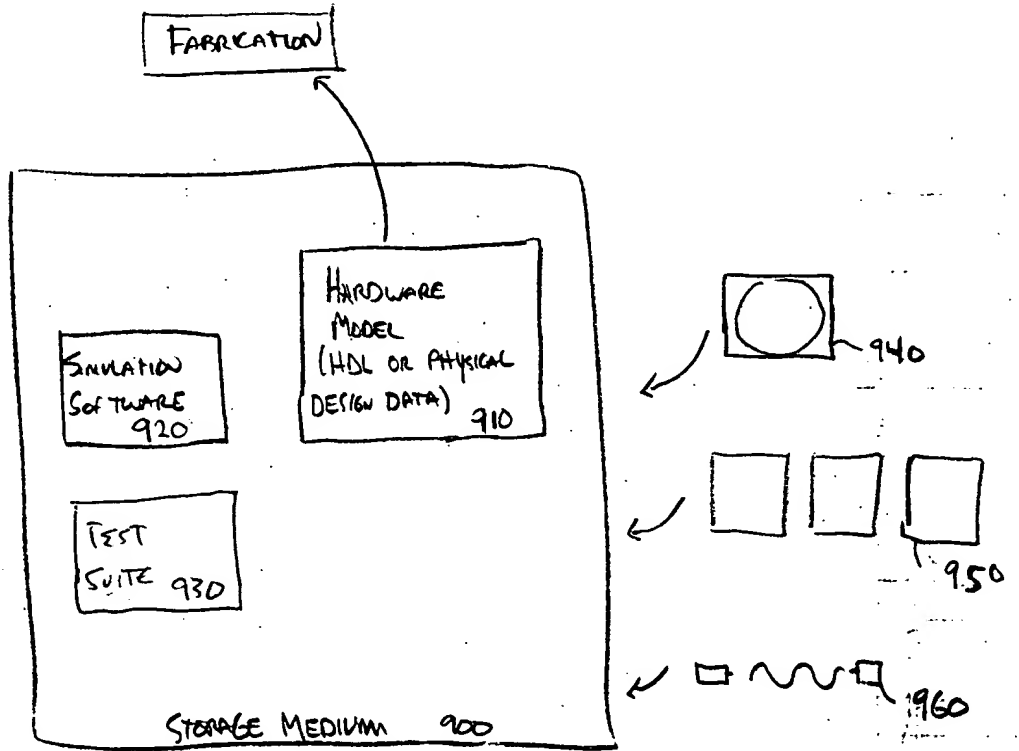 FABRICATION
HARDWARE
MODEL
(HDL OR PHYSICAL
DESIGN DATA)
910
SIMULATION
SOFTWARE
920
TEST
SUITE 930
940
950
960
STORAGE MEDIUM 900